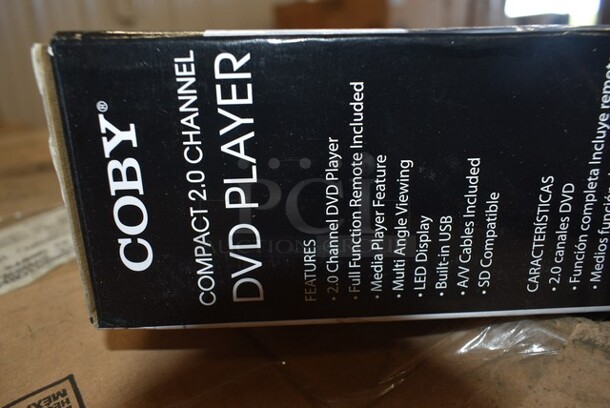 COBY®
COMPACT 2.0 CHANNEL
DVD PLAYER
FEATURES
• 2.0 Channel DVD Player
• Full Function Remote Included
• Media Player Feature
• Multi Angle Viewing
• LED Display
• Built-in USB
• A/V Cables Included
• SD Compatible
CARACTERÍSTICAS
• 2.0 canales DVD
• Función completa Incluye
• Medios
PCI